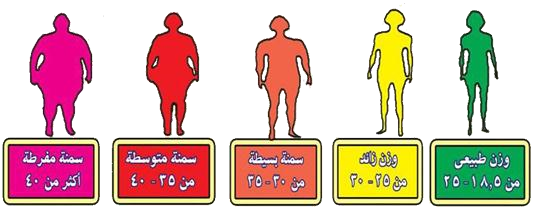 وزن طبيعى
من ١٨,٥ - ٢٥
وزن زائد
من ٢٥ - ٣٠
سمنة بسيطة
من ٣٠ - ٣٥
سمنة متوسطة
من ٣٥ - ٤٠
سمنة مفرطة
أكثر من ٤٠